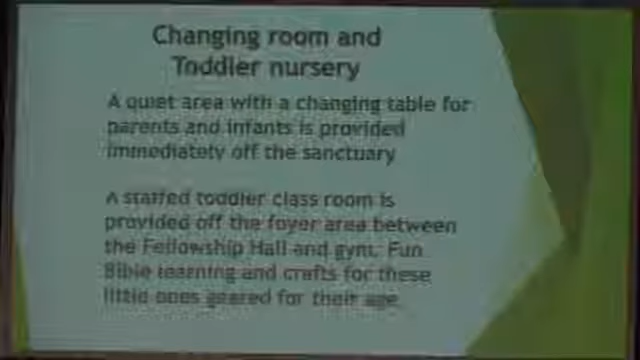 Changing room and
Toddler nursery
A quiet area with a changing table for
parents and infants is provided
immediately off the sanctuary
A staffed toddler class room is
provided off the foyer area between
the Fellowship Hall and gym. Fun
Bible learning and crafts for these
little ones geared for their age